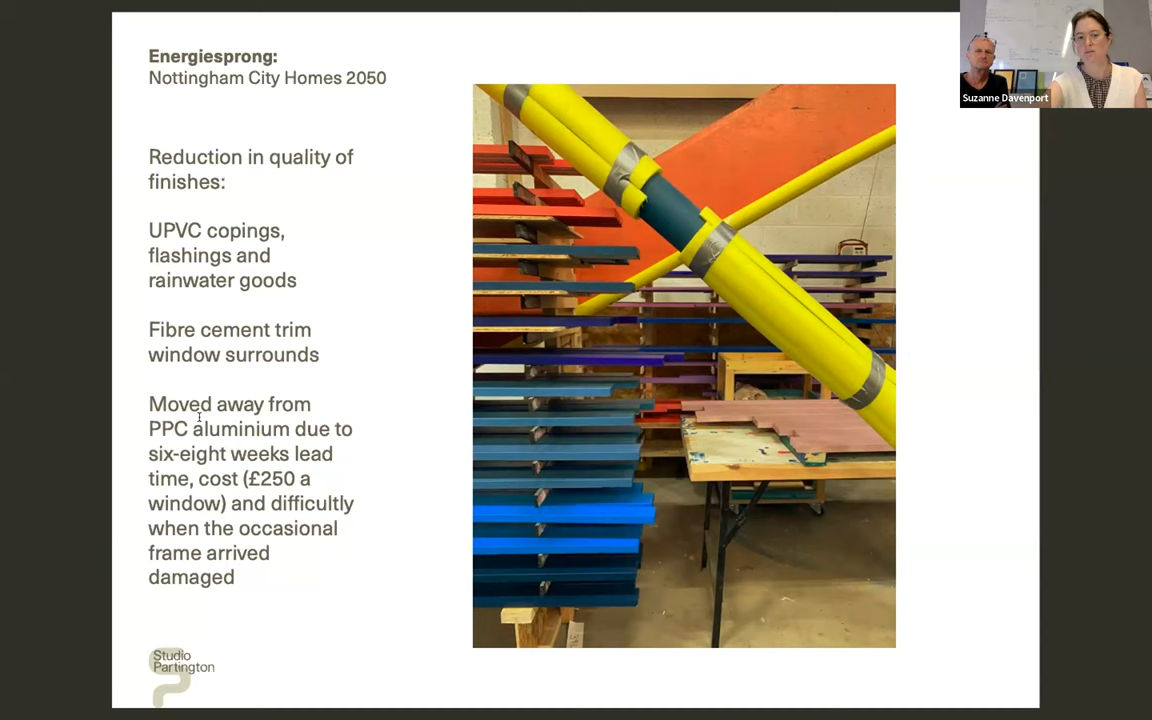 Energiesprong:
Nottingham City Homes 2050
Reduction in quality of
finishes:
UPVC copings,
flashings and
rainwater goods
Fibre cement trim
window surrounds
Moved away from
PPC aluminium due to
six-eight weeks lead
time, cost (£250 a
window) and difficultly
when the occasional
frame arrived
damaged
Studio
Partington
Suzanne Davenport